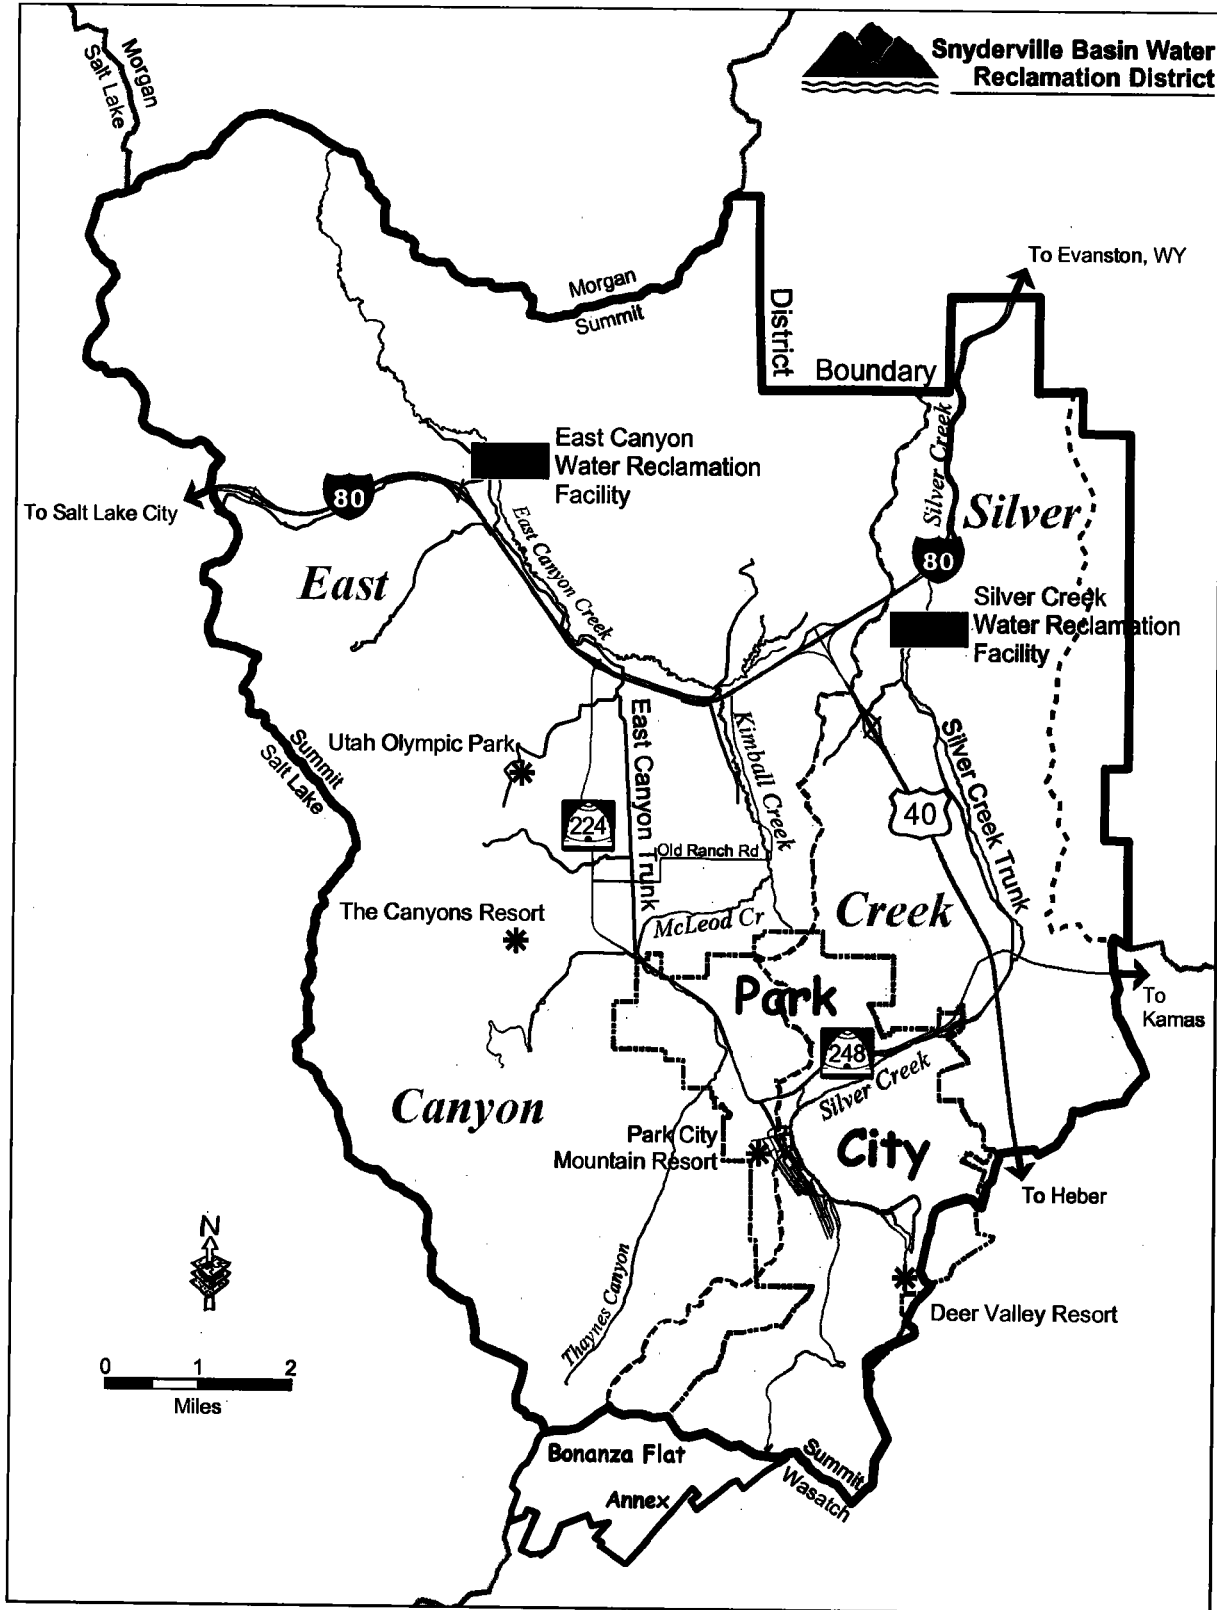 Snyderville Basin Water
Reclamation District
Morgan
Salt Lake
To Evanston, WY
Morgan
Summit
District
Boundary
Silver Creek
East Canyon
Water Reclamation
Facility
80
To Salt Lake City
East Canyon Creek
Silver
80
East
Silver Creek
Water Reclamation
Facility
Summit
Salt Lake
Utah Olympic Park
East Canyon Trunk
Kimball Creek
Silver Creek Trunk
224
40
Old Ranch Rd
The Canyons Resort
McLeod Cr
Creek
Park
To
Kamas
248
Silver Creek
Canyon
Park City
Mountain Resort
City
To Heber
N
Thaynes Canyon
Deer Valley Resort
0 1 2
Miles
Bonanza Flat
Annex
Summit
Wasatch